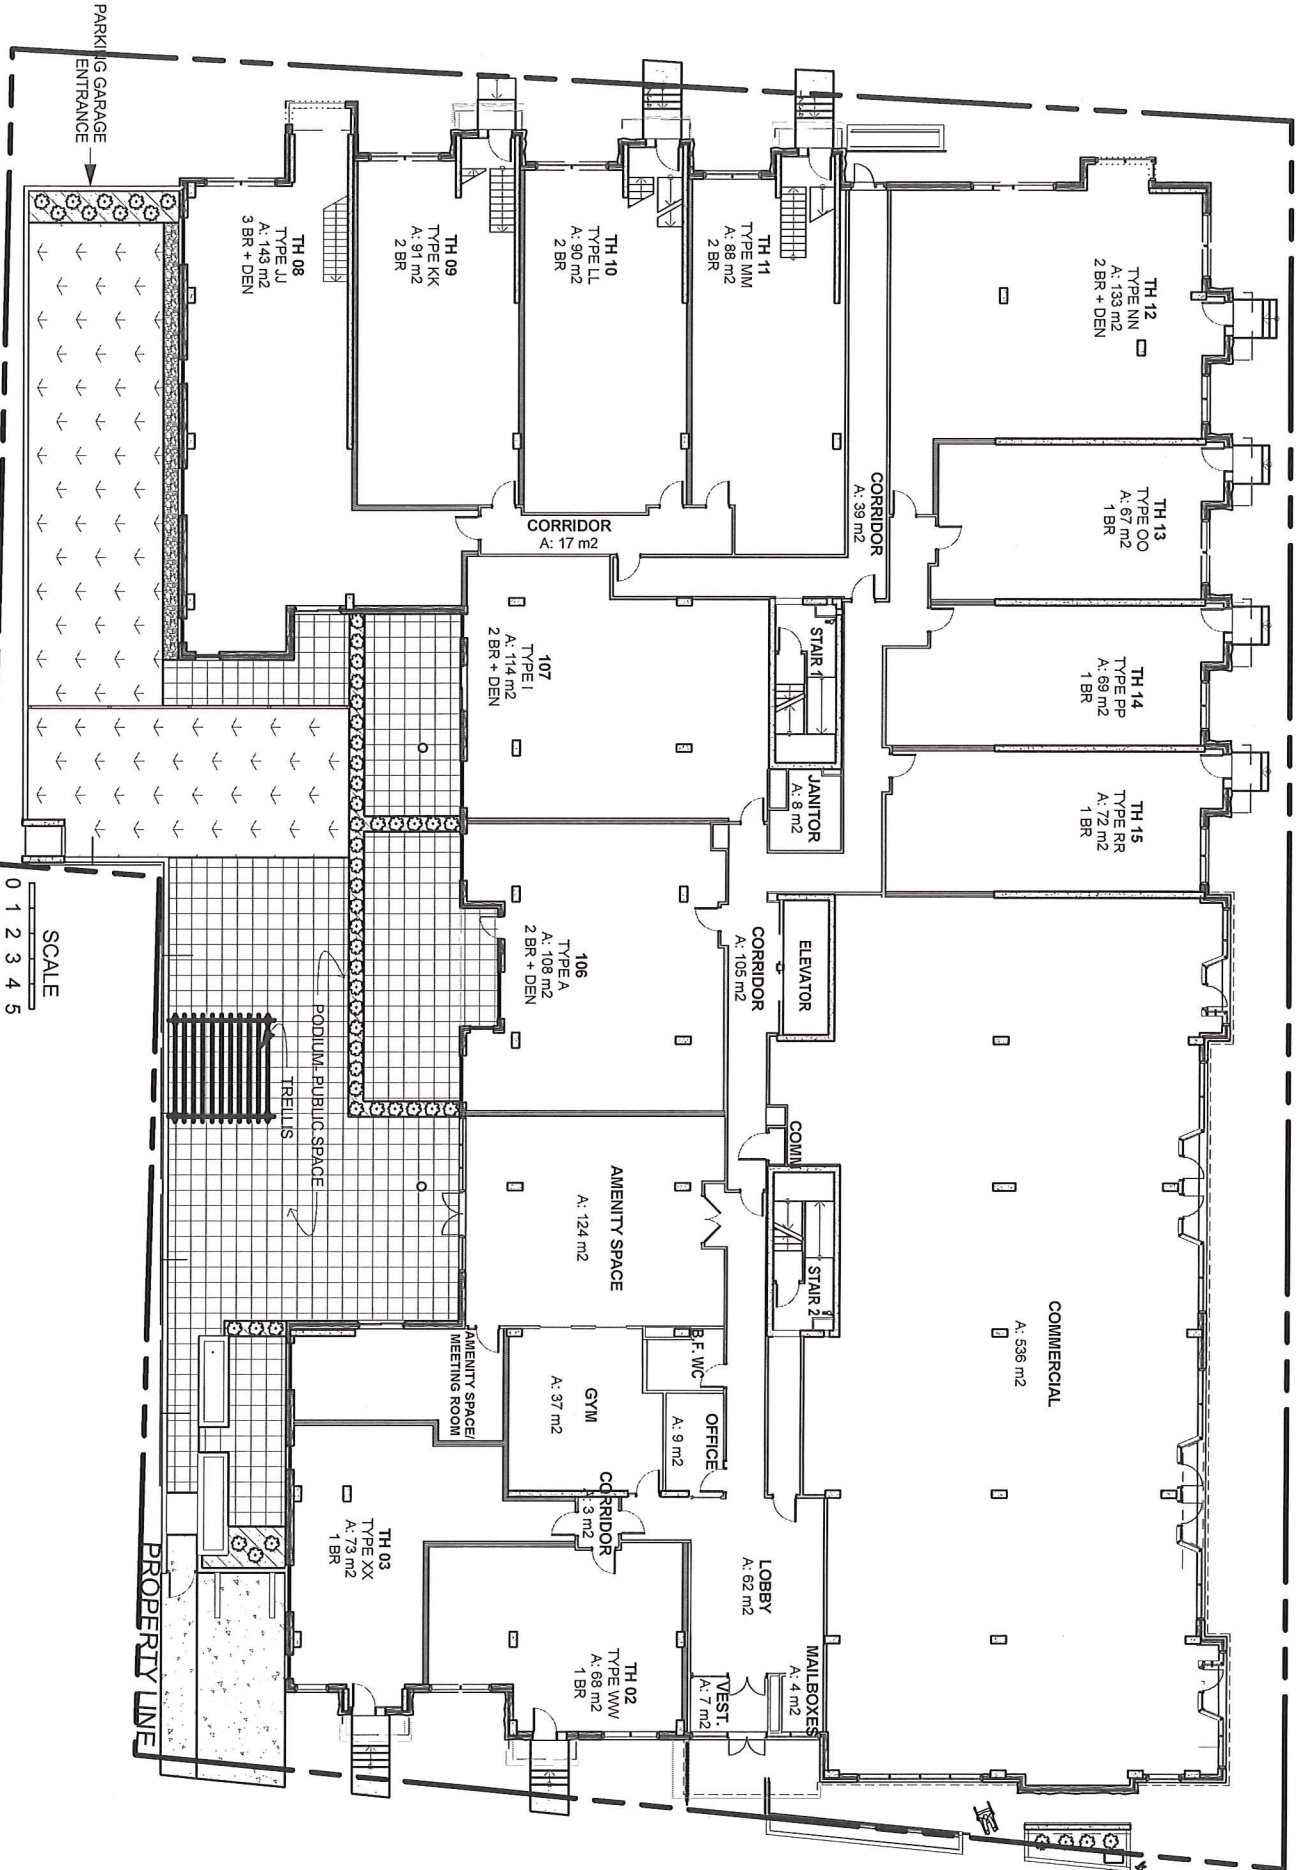 PARKING GARAGE
ENTRANCE
TH 08
TYPE JJ
A: 143 m2
3 BR + DEN
TH 09
TYPE KK
A: 91 m2
2 BR
TH 10
TYPE LL
A: 90 m2
2 BR
TH 11
TYPE MM
A: 88 m2
2 BR
TH 12
TYPE NN
A: 133 m2
2 BR + DEN
CORRIDOR
A: 17 m2
CORRIDOR
A: 39 m2
TH 13
TYPE OO
A: 67 m2
1 BR
TH 14
TYPE PP
A: 69 m2
1 BR
TH 15
TYPE RR
A: 72 m2
1 BR
107
TYPE I
A: 114 m2
2 BR + DEN
STAIR 1
JANITOR
A: 8 m2
106
TYPE A
A: 108 m2
2 BR + DEN
CORRIDOR
A: 105 m2
ELEVATOR
SCALE
0 1 2 3 4 5
TRELLIS
PODIUM- PUBLIC SPACE
AMENITY SPACE
A: 124 m2
COMM
STAIR 2
COMMERCIAL
A: 536 m2
AMENITY SPACE/
MEETING ROOM
GYM
A: 37 m2
B.F. WC
OFFICE
A: 9 m2
CORRIDOR
A: 3 m2
TH 03
TYPE XX
A: 73 m2
1 BR
TH 02
TYPE WW
A: 68 m2
1 BR
LOBBY
A: 62 m2
MAILBOXES
A: 4 m2
VEST.
A: 7 m2
PROPERTY LINE